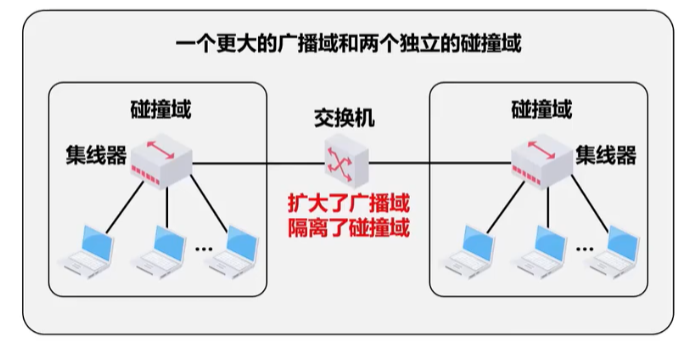 一个更大的广播域和两个独立的碰撞域
碰撞域
集线器
...
交换机
扩大了广播域
隔离了碰撞域
碰撞域
集线器
...